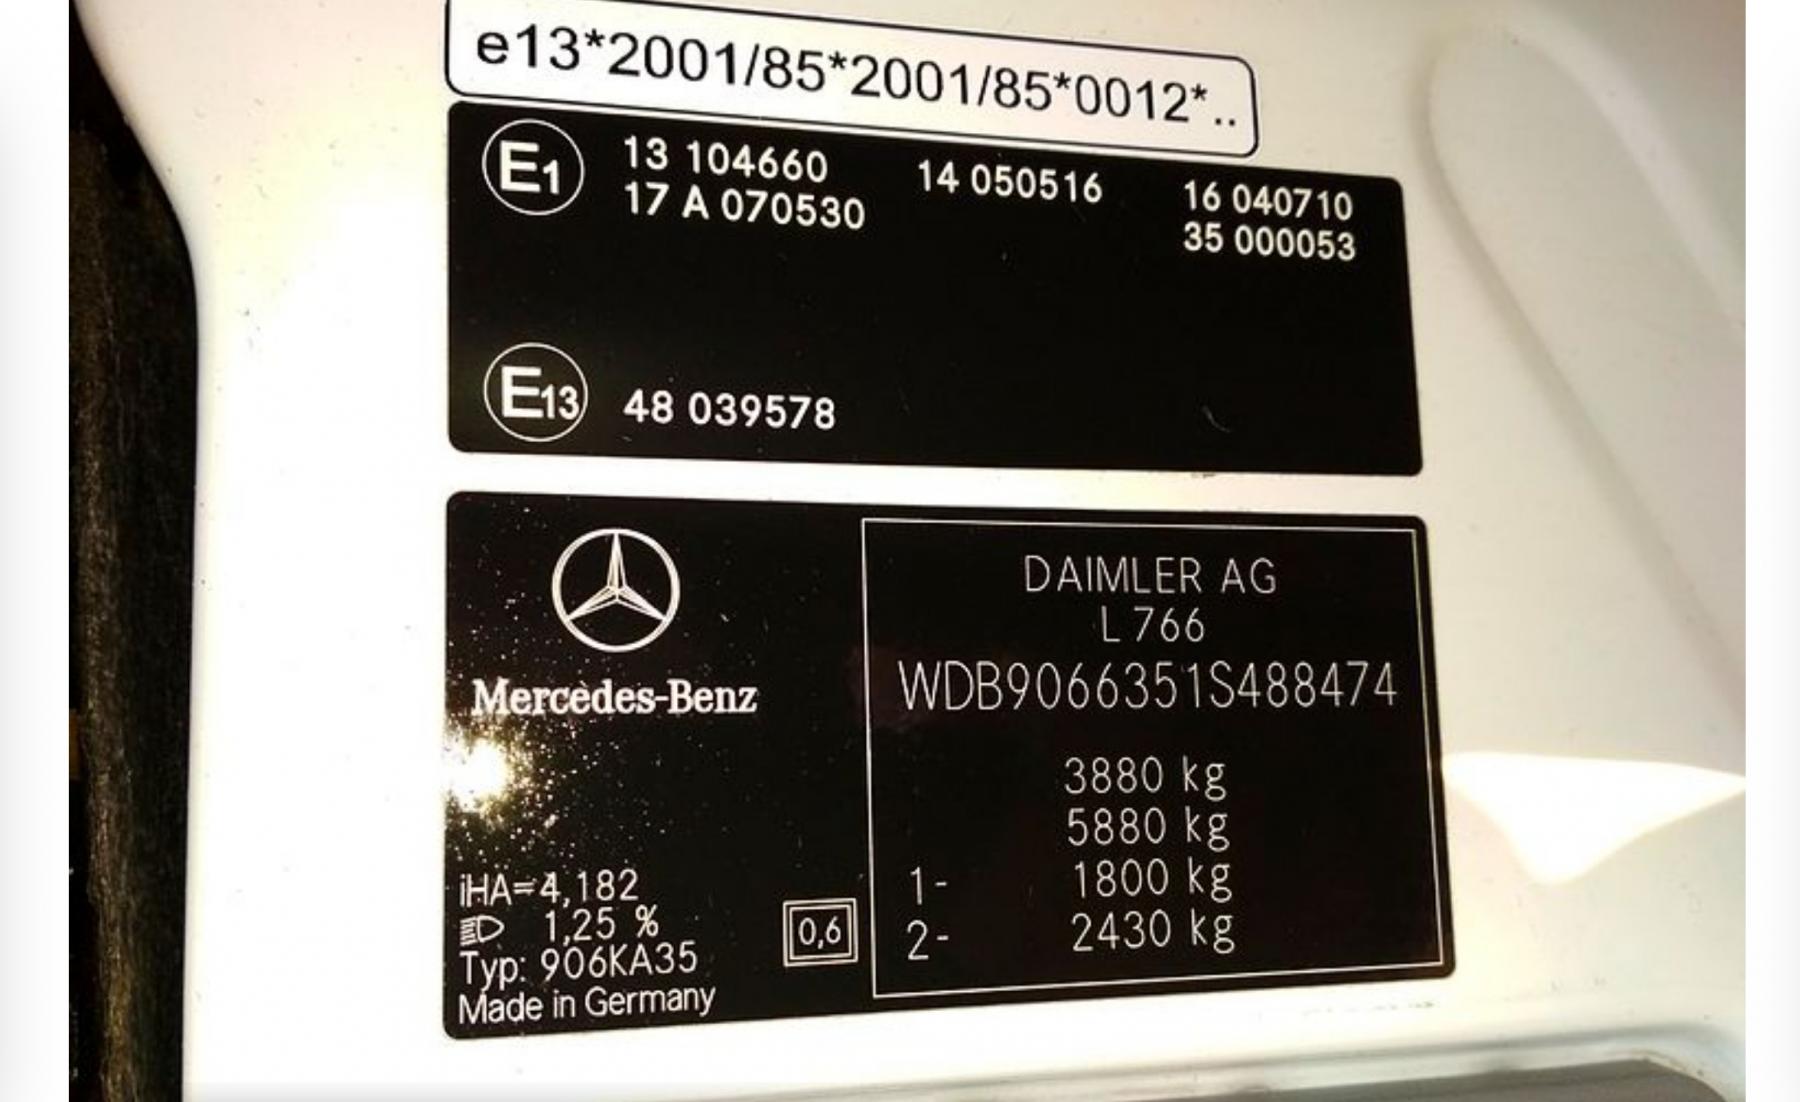 e13*2001/85*2001/85*0012*..
E1 13 104660 14 050516 16 040710
17 A 070530 35 000053
E13 48 039578
Mercedes-Benz
iHA=4,182
1,25 %
Typ: 906KA35
Made in Germany
0,6
DAIMLER AG
L 766
WDB9066351S488474
3880 kg
5880 kg
1- 1800 kg
2- 2430 kg